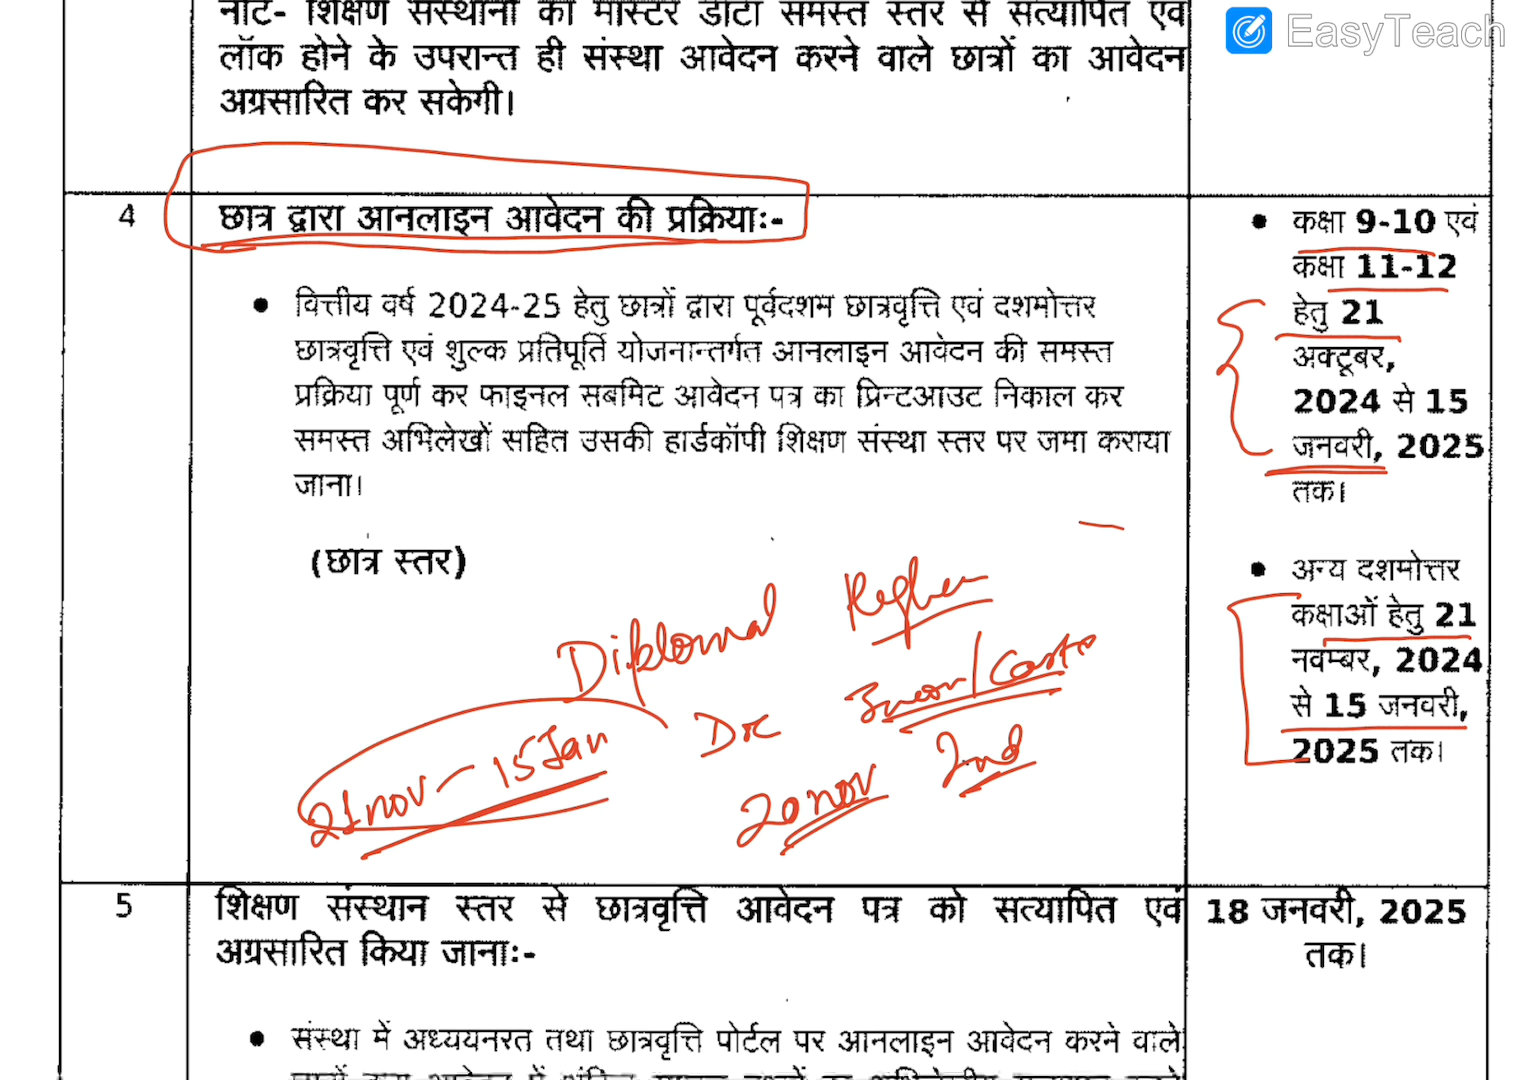 नोट- शिक्षण संस्थानों का मास्टर डाटा समस्त स्तर से सत्यापित एवं
लॉक होने के उपरान्त ही संस्था आवेदन करने वाले छात्रों का आवेदन
अग्रसारित कर सकेगी।
EasyTeach
4
छात्र द्वारा आनलाइन आवेदन की प्रक्रियाः-
• वित्तीय वर्ष 2024-25 हेतु छात्रों द्वारा पूर्वदशम छात्रवृत्ति एवं दशमोत्तर
छात्रवृत्ति एवं शुल्क प्रतिपूर्ति योजनान्तर्गत आनलाइन आवेदन की समस्त
प्रक्रिया पूर्ण कर फाइनल सबमिट आवेदन पत्र का प्रिन्टआउट निकाल कर
समस्त अभिलेखों सहित उसकी हार्डकॉपी शिक्षण संस्था स्तर पर जमा कराया
जाना।
(छात्र स्तर)
21 nov - 15 Jan
20 nov
2nd
• कक्षा 9-10 एवं
कक्षा 11-12
हेतु 21
अक्टूबर,
2024 से 15
जनवरी, 2025
तक।
• अन्य दशमोत्तर
कक्षाओं हेतु 21
नवम्बर, 2024
से 15 जनवरी,
2025 तक।
5
शिक्षण संस्थान स्तर से छात्रवृत्ति आवेदन पत्र को सत्यापित एवं
अग्रसारित किया जानाः-
18 जनवरी, 2025
तक।
• संस्था में अध्ययनरत तथा छात्रवृत्ति पोर्टल पर आनलाइन आवेदन करने वाले